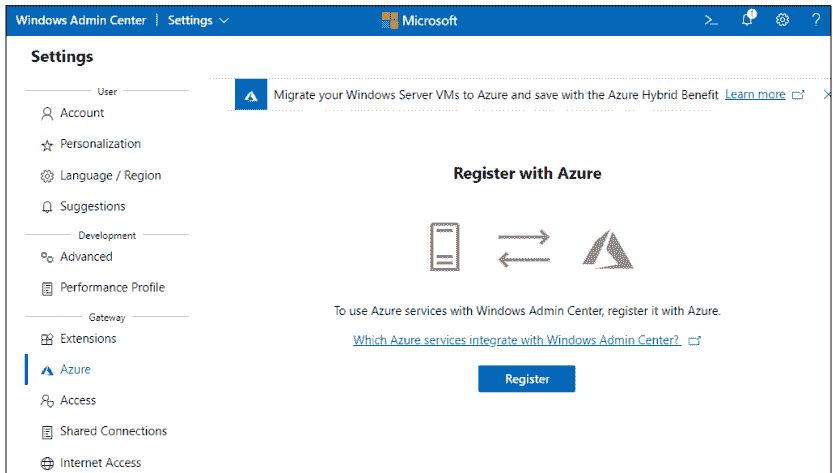 Windows Admin Center | Settings
Microsoft
>_
1
?
Settings
User
Account
Personalization
Language / Region
Suggestions
Development
Advanced
Performance Profile
Gateway
Extensions
Azure
Access
Shared Connections
Internet Access
Migrate your Windows Server VMs to Azure and save with the Azure Hybrid Benefit Learn more
Register with Azure
To use Azure services with Windows Admin Center, register it with Azure.
Which Azure services integrate with Windows Admin Center?
Register